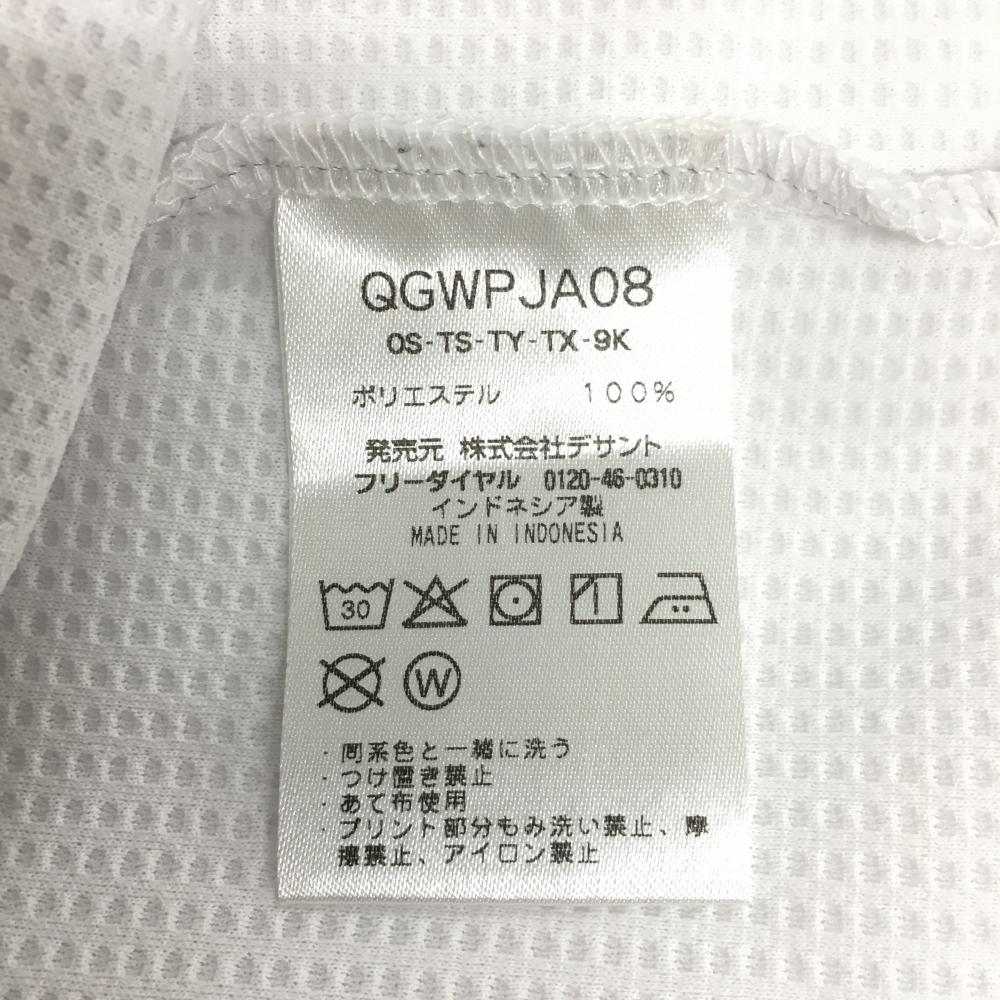 QGWPJA08
OS-TS-TY-TX-9K
ポリエステル 100%
発売元 株式会社デサント
フリーダイヤル 0120-46-0310
インドネシア製
MADE IN INDONESIA
30
W
・同系色と一緒に洗う
・つけ置き禁止
・あて布使用
・プリント部分もみ洗い禁止、摩
擦禁止、アイロン禁止